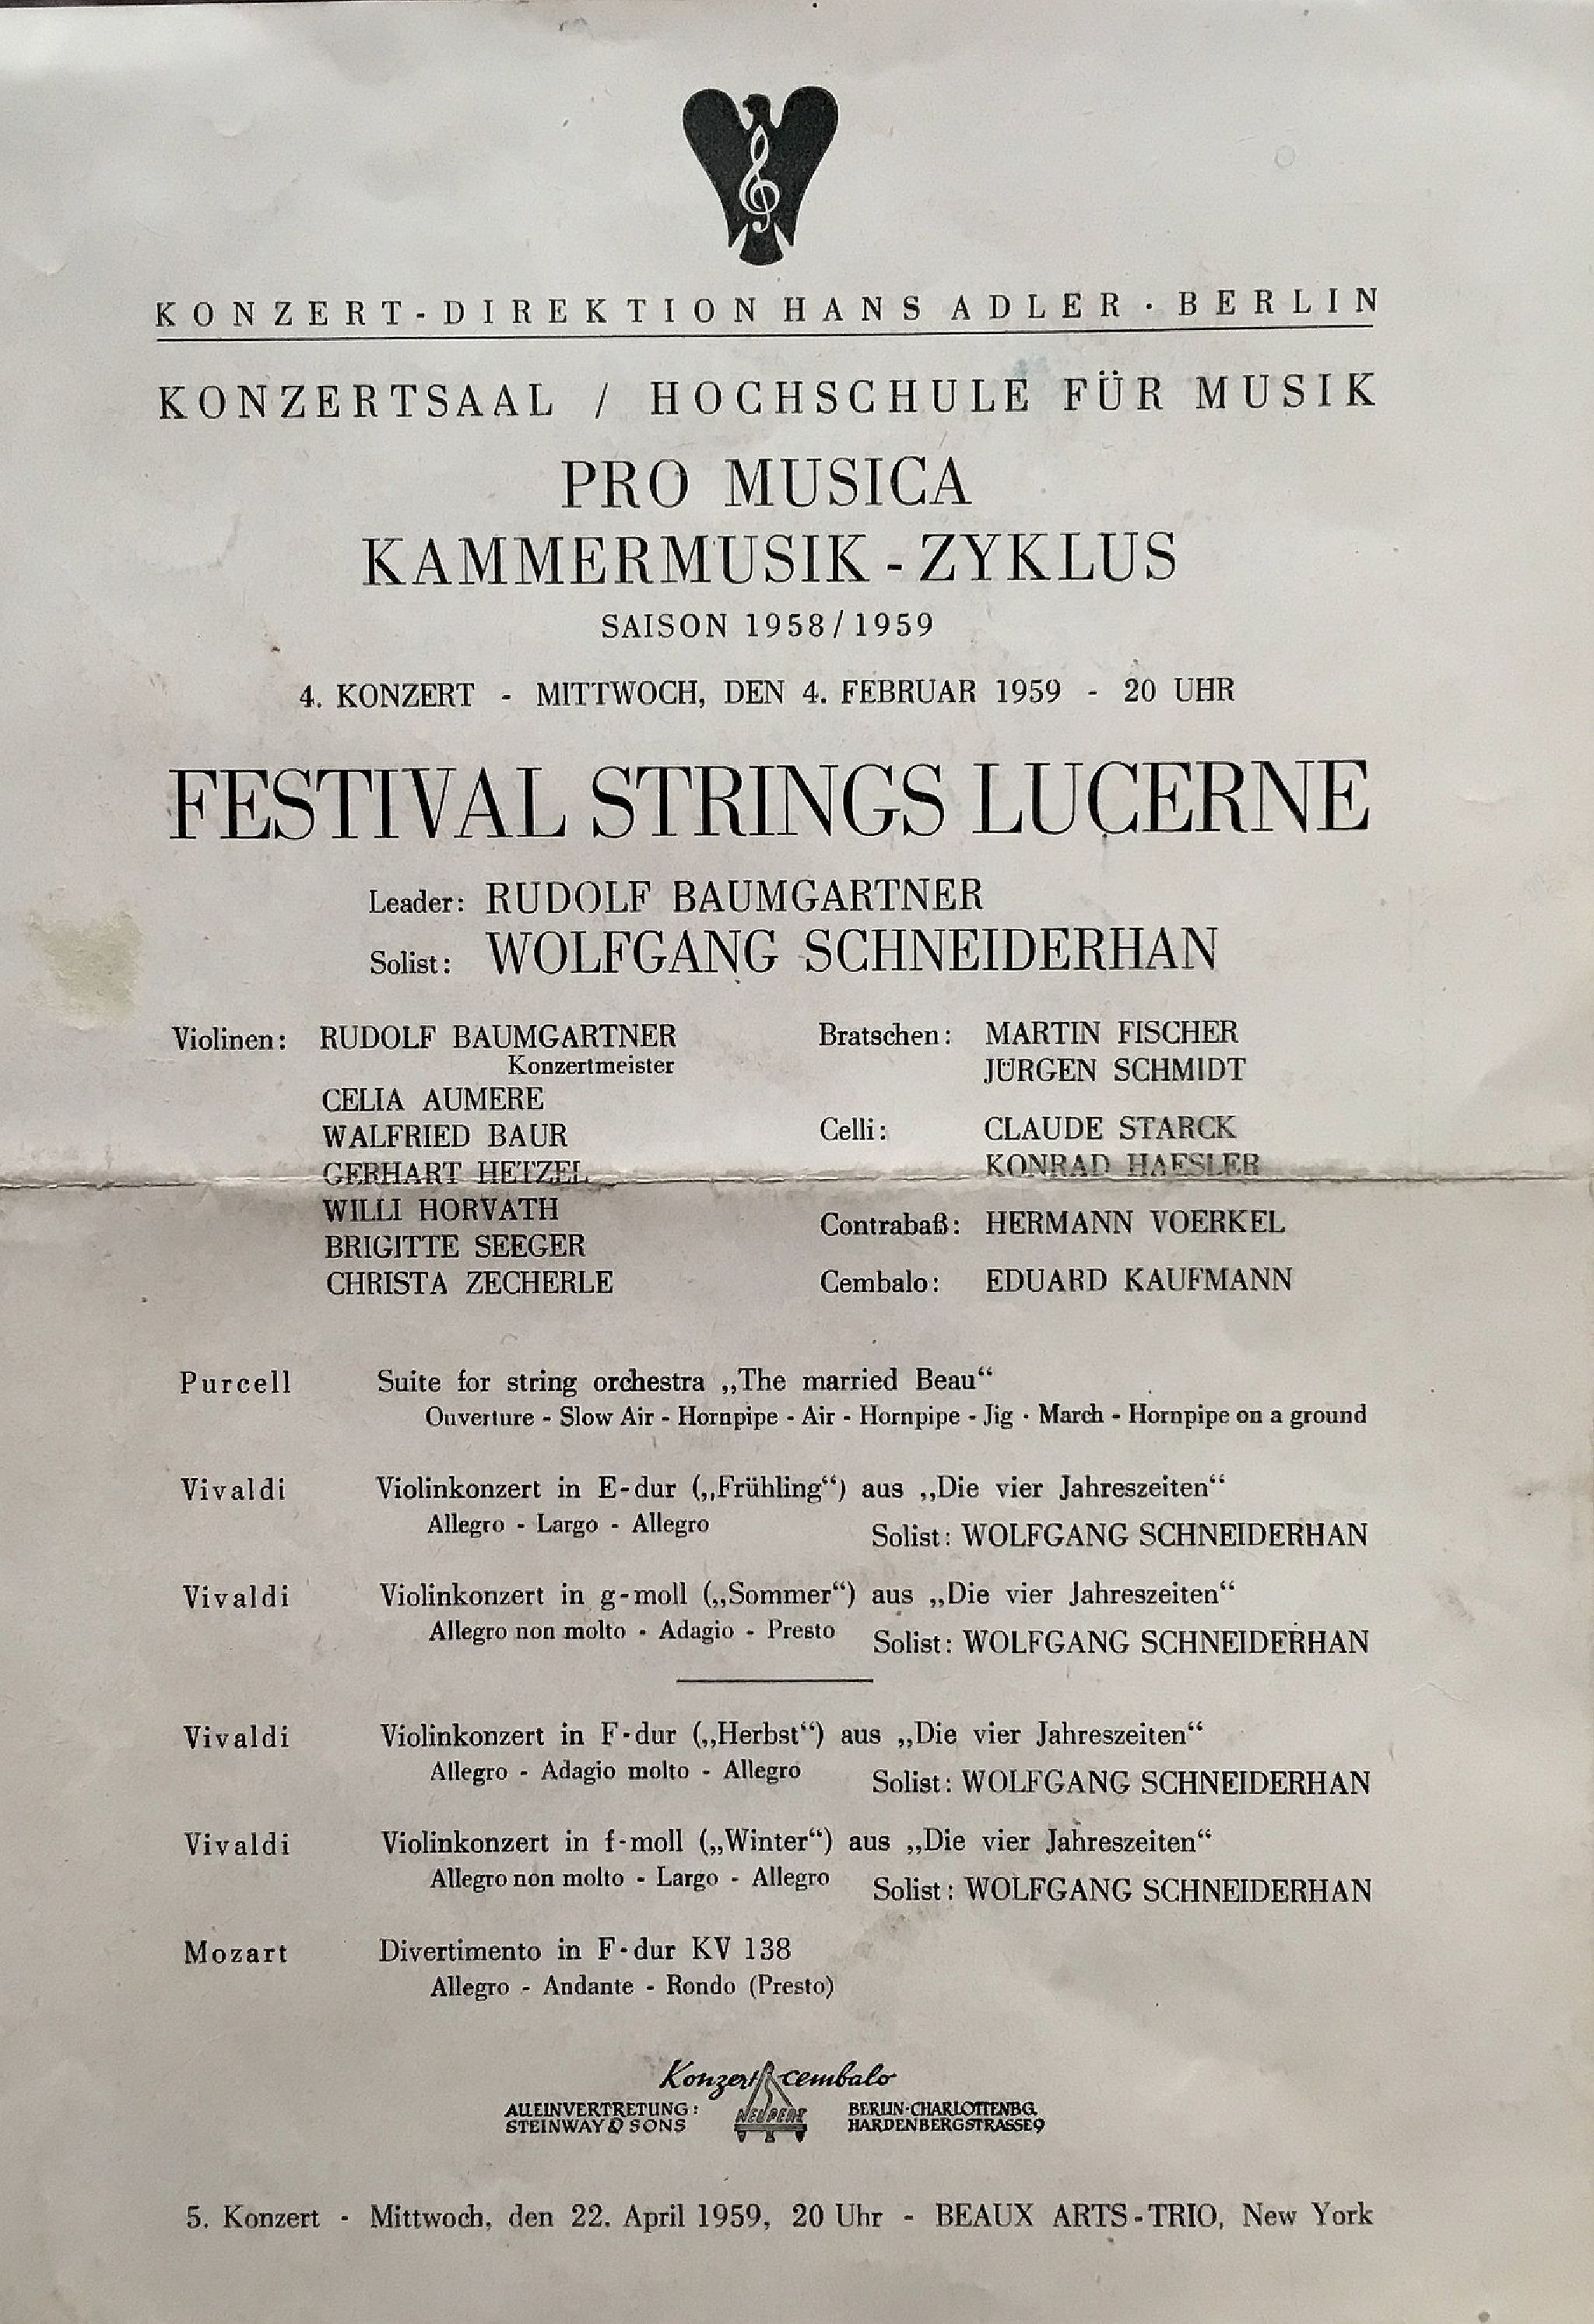 KONZERT-DIREKTION HANS ADLER · BERLIN
KONZERTSAAL / HOCHSCHULE FÜR MUSIK
PRO MUSICA
KAMMERMUSIK - ZYKLUS
SAISON 1958/1959
4. KONZERT - MITTWOCH, DEN 4. FEBRUAR 1959 - 20 UHR
FESTIVAL STRINGS LUCERNE
Leader: RUDOLF BAUMGARTNER
Solist: WOLFGANG SCHNEIDERHAN
Violinen: RUDOLF BAUMGARTNER
Konzertmeister
CELIA AUMERE
WALFRIED BAUR
GERHART HETZEL
WILLI HORVATH
BRIGITTE SEEGER
CHRISTA ZECHERLE
Bratschen: MARTIN FISCHER
JÜRGEN SCHMIDT
Celli: CLAUDE STARCK
KONRAD HAESLER
Contrabaß: HERMANN VOERKEL
Cembalo: EDUARD KAUFMANN
Purcell Suite for string orchestra „The married Beau“
Ouverture - Slow Air - Hornpipe - Air - Hornpipe - Jig · March - Hornpipe on a ground
Vivaldi Violinkonzert in E-dur („Frühling“) aus „Die vier Jahreszeiten“
Allegro - Largo - Allegro Solist: WOLFGANG SCHNEIDERHAN
Vivaldi Violinkonzert in g-moll („Sommer“) aus „Die vier Jahreszeiten“
Allegro non molto - Adagio - Presto Solist: WOLFGANG SCHNEIDERHAN
Vivaldi Violinkonzert in F-dur („Herbst“) aus „Die vier Jahreszeiten“
Allegro - Adagio molto - Allegro Solist: WOLFGANG SCHNEIDERHAN
Vivaldi Violinkonzert in f-moll („Winter“) aus „Die vier Jahreszeiten“
Allegro non molto - Largo - Allegro Solist: WOLFGANG SCHNEIDERHAN
Mozart Divertimento in F-dur KV 138
Allegro - Andante - Rondo (Presto)
Konzertcembalo
ALLEINVERTRETUNG:
STEINWAY & SONS
NEUPERT
BERLIN-CHARLOTTENBG.
HARDENBERGSTRASSE 9
5. Konzert - Mittwoch, den 22. April 1959, 20 Uhr - BEAUX ARTS-TRIO, New York